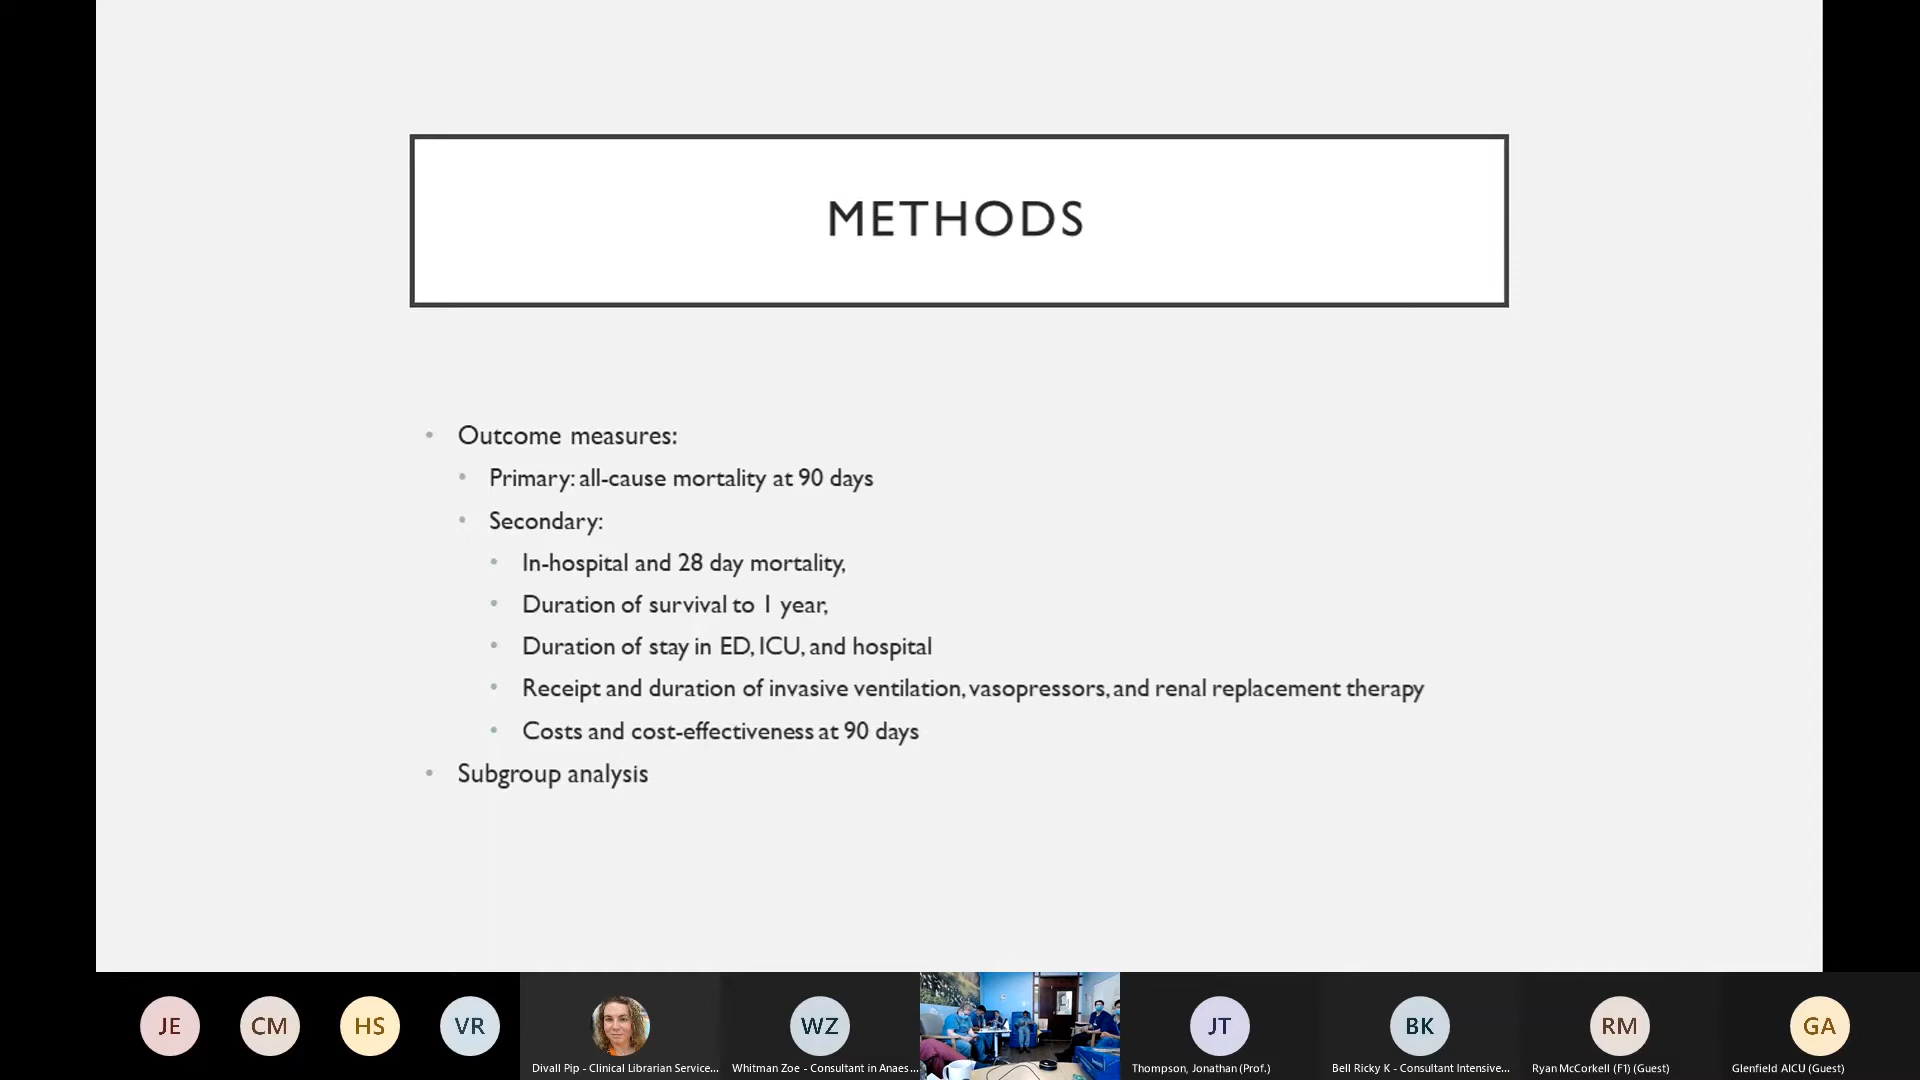 METHODS
Outcome measures:
Primary: all-cause mortality at 90 days
Secondary:
In-hospital and 28 day mortality,
Duration of survival to 1 year,
Duration of stay in ED, ICU, and hospital
Receipt and duration of invasive ventilation, vasopressors, and renal replacement therapy
Costs and cost-effectiveness at 90 days
Subgroup analysis
JE CM HS VR WZ JT BK RM GA
Divall Pip - Clinical Librarian Service... Whitman Zoe - Consultant in Anaes... Thompson, Jonathan (Prof.) Bell Ricky K - Consultant Intensive... Ryan McCorkell (F1) (Guest) Glenfield AICU (Guest)